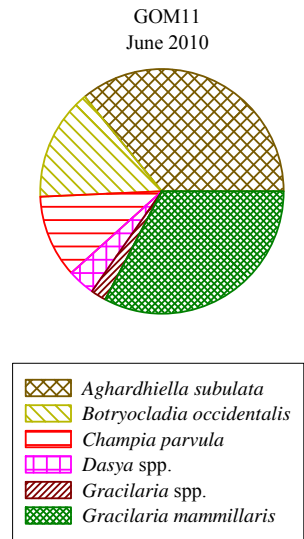 GOM11
June 2010
Aghardhiella subulata
Botryocladia occidentalis
Champia parvula
Dasya spp.
Gracilaria spp.
Gracilaria mammillaris